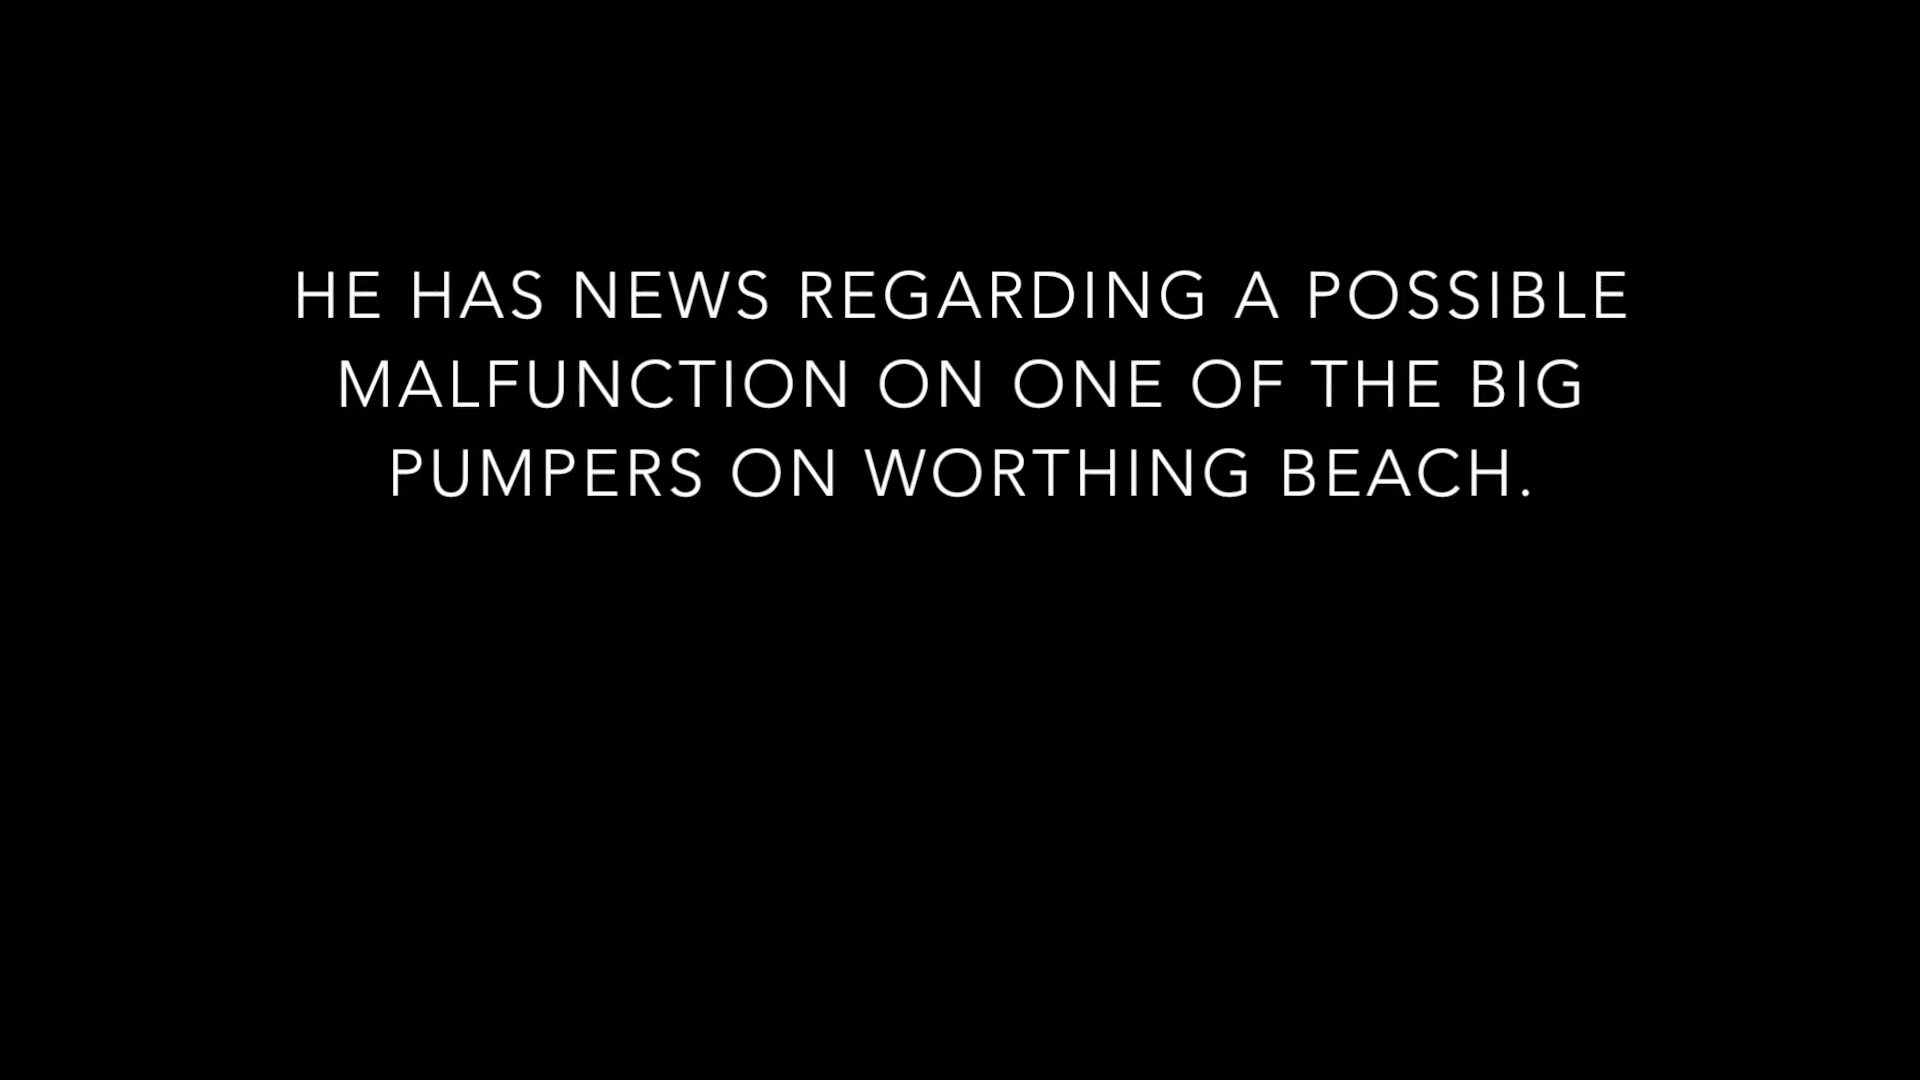 HE HAS NEWS REGARDING A POSSIBLE
MALFUNCTION ON ONE OF THE BIG
PUMPERS ON WORTHING BEACH.